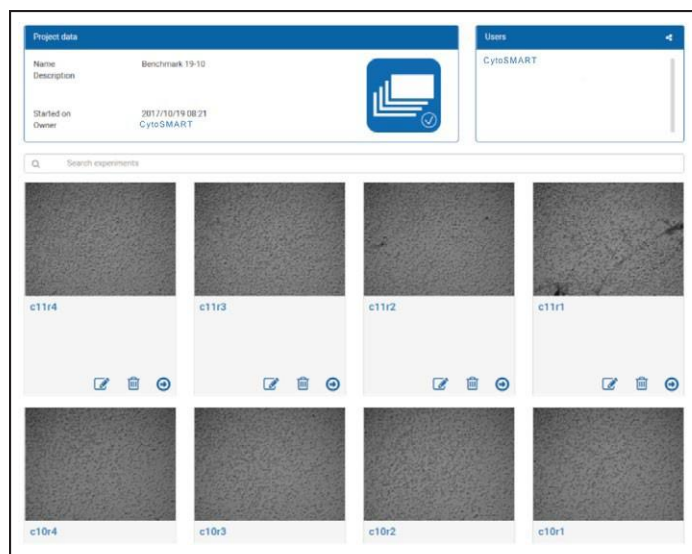 Project data
Name Benchmark 19-10
Description
Started on 2017/10/19 08:21
Owner CytoSMART
Users
CytoSMART
Search experiments
c11r4 c11r3 c11r2 c11r1
c10r4 c10r3 c10r2 c10r1